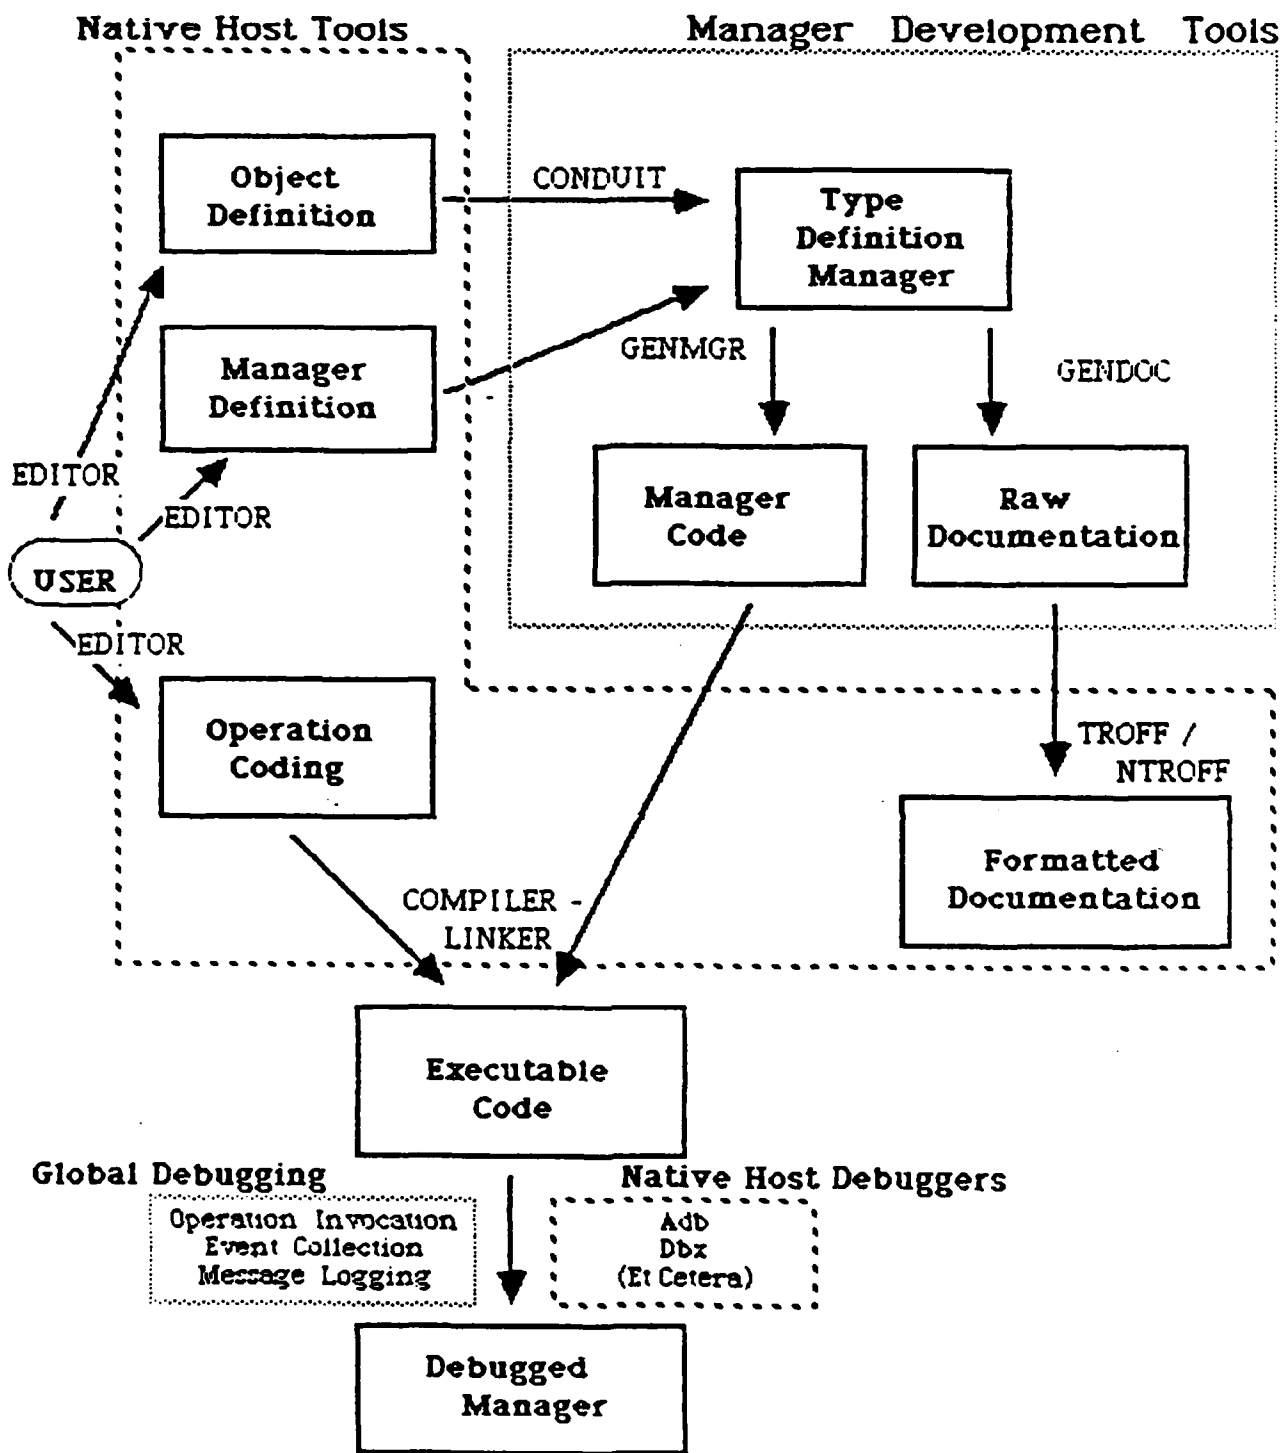 Native Host Tools
Manager Development Tools
Object
Definition
CONDUIT
Type
Definition
Manager
Manager
Definition
GENMGR
GENDOC
EDITOR
EDITOR
Manager
Code
Raw
Documentation
USER
EDITOR
Operation
Coding
TROFF /
NTROFF
Formatted
Documentation
COMPILER -
LINKER
Executable
Code
Global Debugging
Native Host Debuggers
Operation Invocation
Event Collection
Message Logging
Adb
Dbx
(Et Cetera)
Debugged
Manager